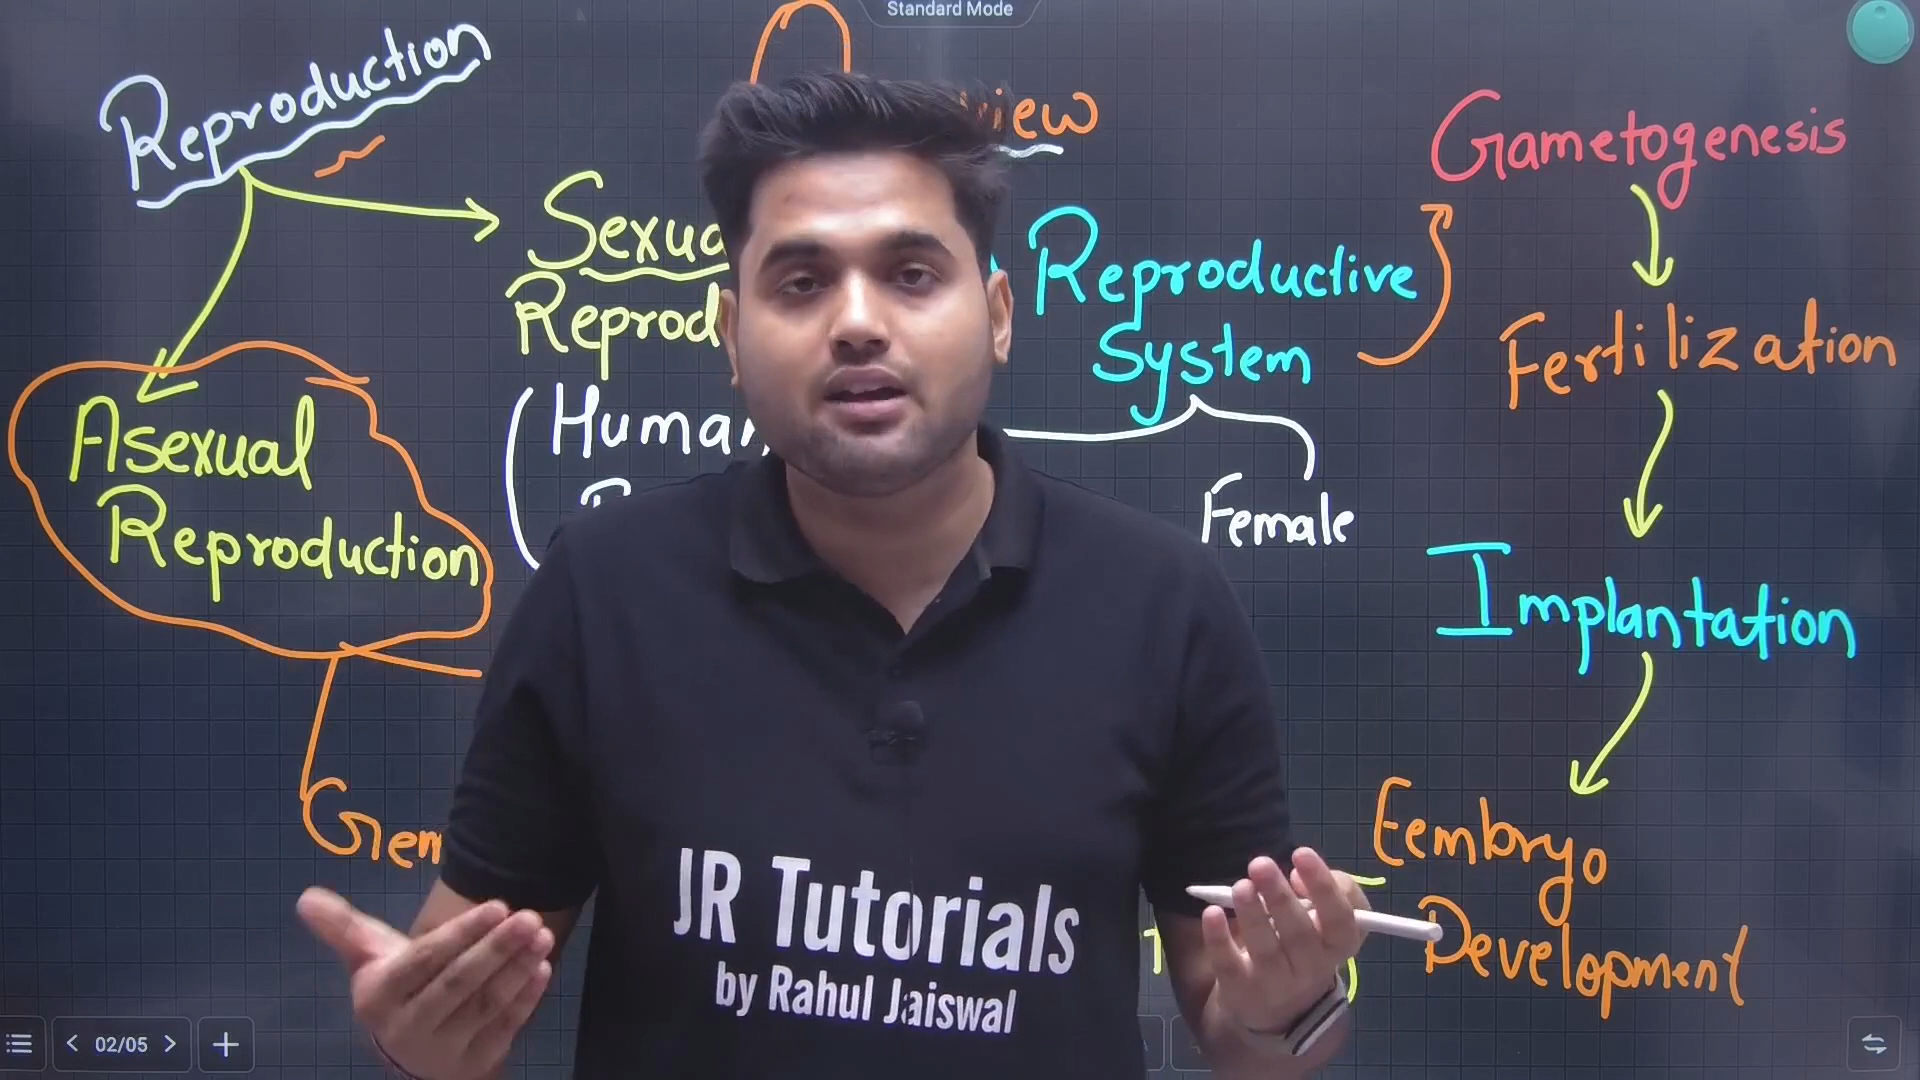 Standard Mode
Reproduction
Sexua
Reprod
Human
Asexual
Reproduction
Gem
iew
Reproductive
System
Female
Gametogenesis
Fertilization
Implantation
Eembryo
Development
JR Tutorials
by Rahul Jaiswal
02/05